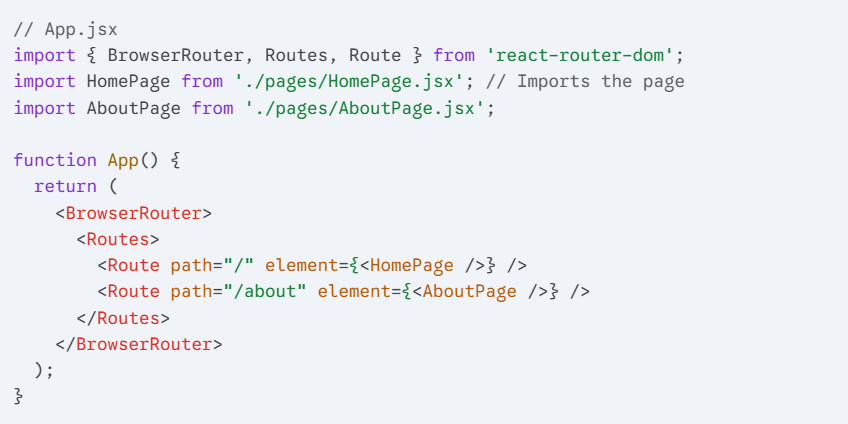 // App.jsx
import { BrowserRouter, Routes, Route } from 'react-router-dom';
import HomePage from './pages/HomePage.jsx'; // Imports the page
import AboutPage from './pages/AboutPage.jsx';

function App() {
  return (
    <BrowserRouter>
      <Routes>
        <Route path="/" element={<HomePage />} />
        <Route path="/about" element={<AboutPage />} />
      </Routes>
    </BrowserRouter>
  );
}